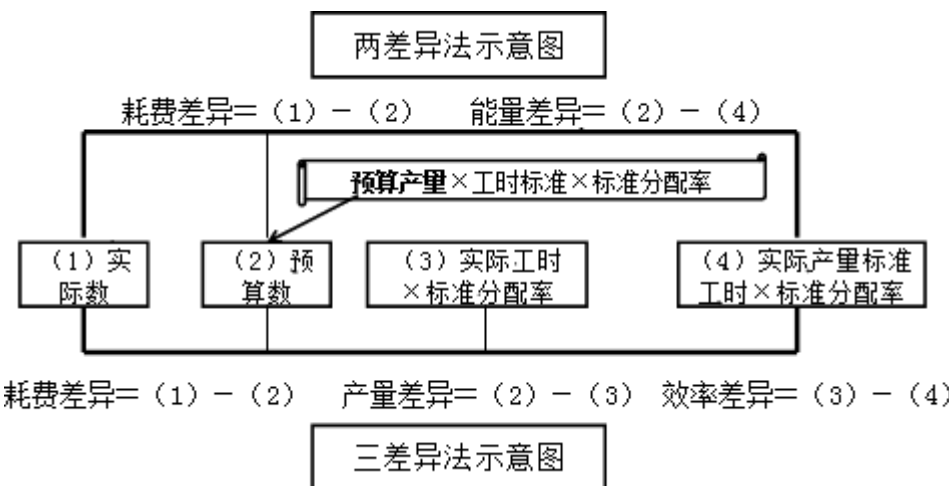 两差异法示意图
耗费差异＝（1）－（2） 能量差异＝（2）－（4）
预算产量×工时标准×标准分配率
（1）实
际数
（2）预
算数
（3）实际工时
×标准分配率
（4）实际产量标准
工时×标准分配率
耗费差异＝（1）－（2） 产量差异＝（2）－（3） 效率差异＝（3）－（4）
三差异法示意图